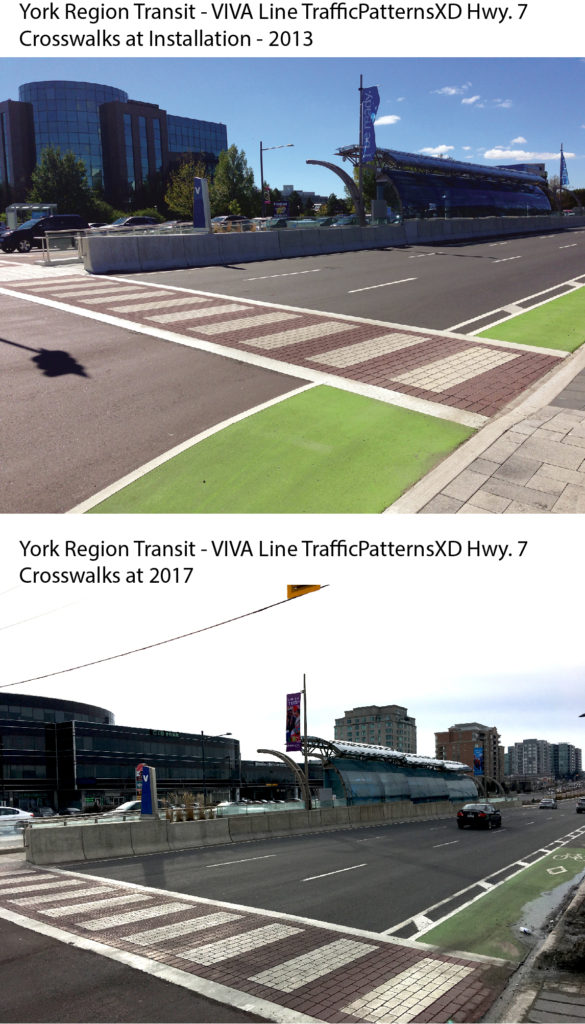 York Region Transit - VIVA Line TrafficPatternsXD Hwy. 7
Crosswalks at Installation - 2013
V
York Region Transit - VIVA Line TrafficPatternsXD Hwy. 7
Crosswalks at 2017
V